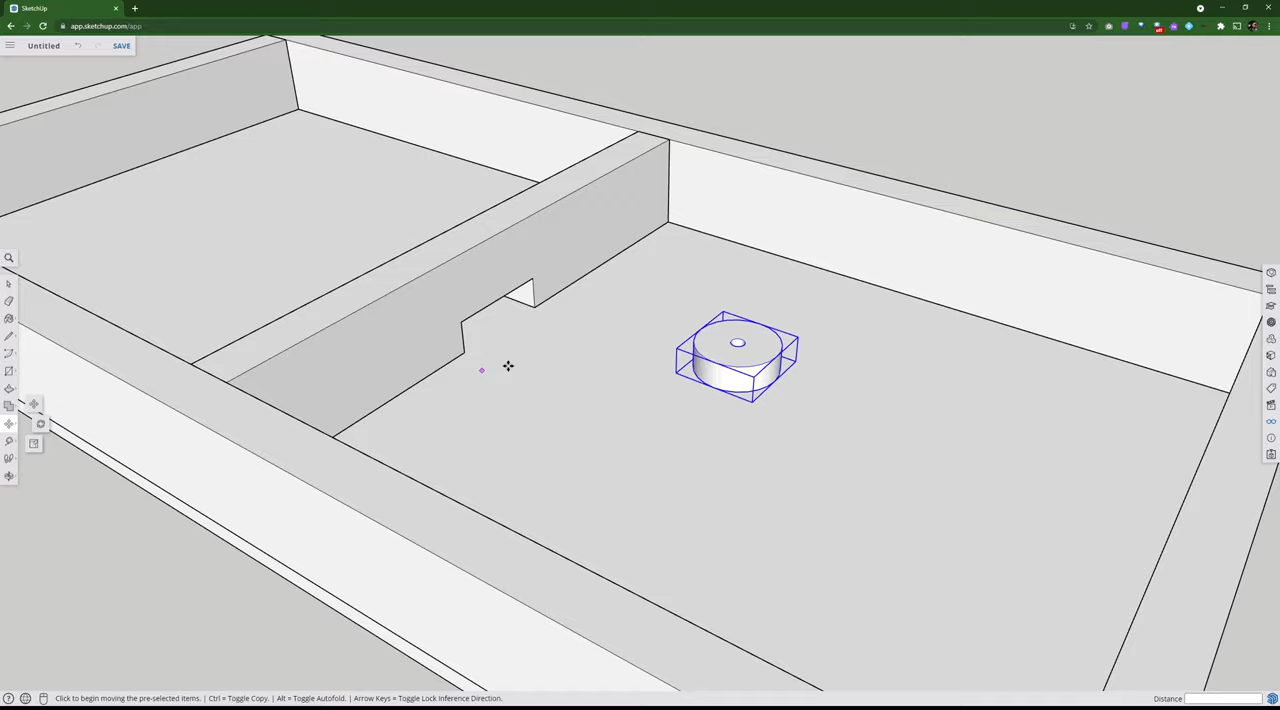 SketchUp
app.sketchup.com/app
off
Untitled
SAVE
Click to begin moving the pre-selected items. | Ctrl = Toggle Copy. | Alt = Toggle Autofold. | Arrow Keys = Toggle Lock Inference Direction.
Distance